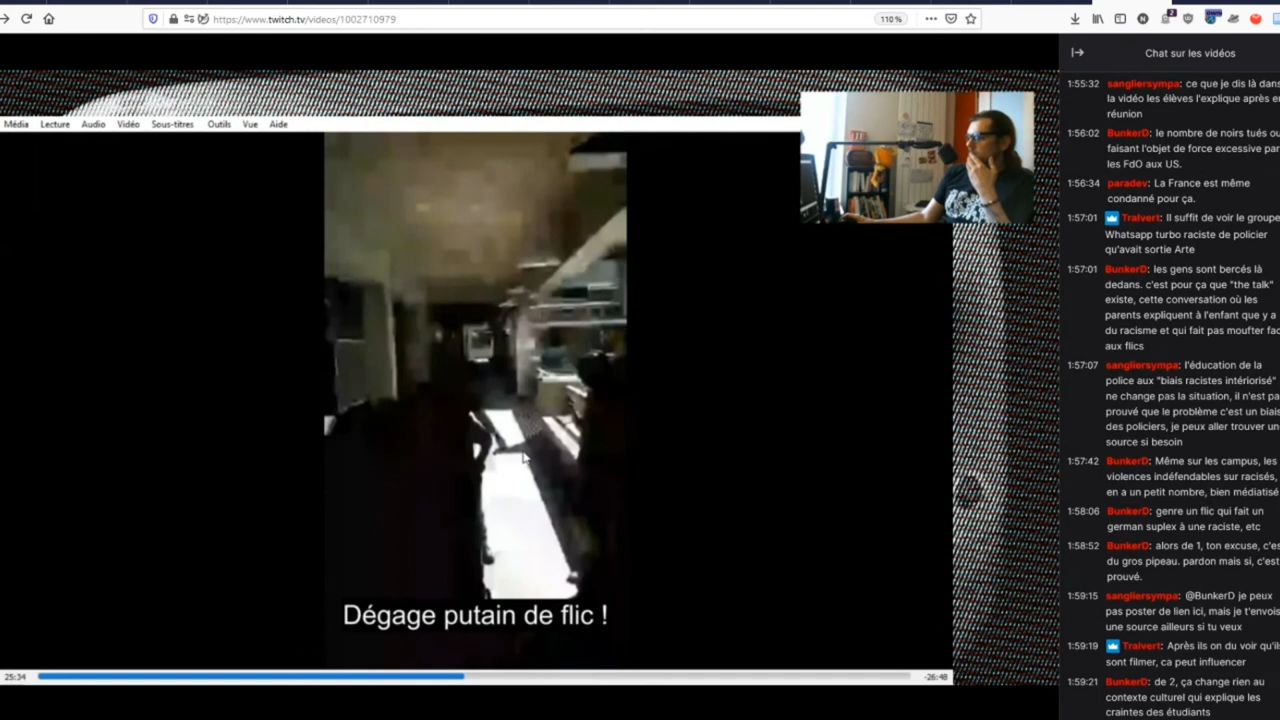 https://www.twitch.tv/videos/1002710979
110%
Chat sur les vidéos
Média Lecture Audio Vidéo Sous-titres Outils Vue Aide
Dégage putain de flic !
25:34
-26:48
1:55:32 sangliersympa: ce que je dis là dans
la vidéo les élèves l'explique après en
réunion
1:56:02 BunkerD: le nombre de noirs tués ou
faisant l'objet de force excessive par
les FdO aux US.
1:56:34 paradev: La France est même
condanné pour ça.
1:57:01 Tralvert: Il suffit de voir le groupe
Whatsapp turbo raciste de policier
qu'avait sortie Arte
1:57:01 BunkerD: les gens sont bercés là
dedans. c'est pour ça que "the talk"
existe, cette conversation où les
parents expliquent à l'enfant que y a
du racisme et qui fait pas moufter fac
aux flics
1:57:07 sangliersympa: l'éducation de la
police aux "biais racistes intériorisé"
ne change pas la situation, il n'est pa
prouvé que le problème c'est un biais
des policiers, je peux aller trouver un
source si besoin
1:57:42 BunkerD: Même sur les campus, les
violences indéfendables sur racisés,
en a un petit nombre, bien médiatisé
1:58:06 BunkerD: genre un flic qui fait un
german suplex à une raciste, etc
1:58:52 BunkerD: alors de 1, ton excuse, c'es
du gros pipeau. pardon mais si, c'est
prouvé.
1:59:15 sangliersympa: @BunkerD je peux
pas poster de lien ici, mais je t'envois
une source ailleurs si tu veux
1:59:19 Tralvert: Après ils on du voir qu'il
sont filmer, ca peut influencer
1:59:21 BunkerD: de 2, ça change rien au
contexte culturel qui explique les
craintes des étudiants